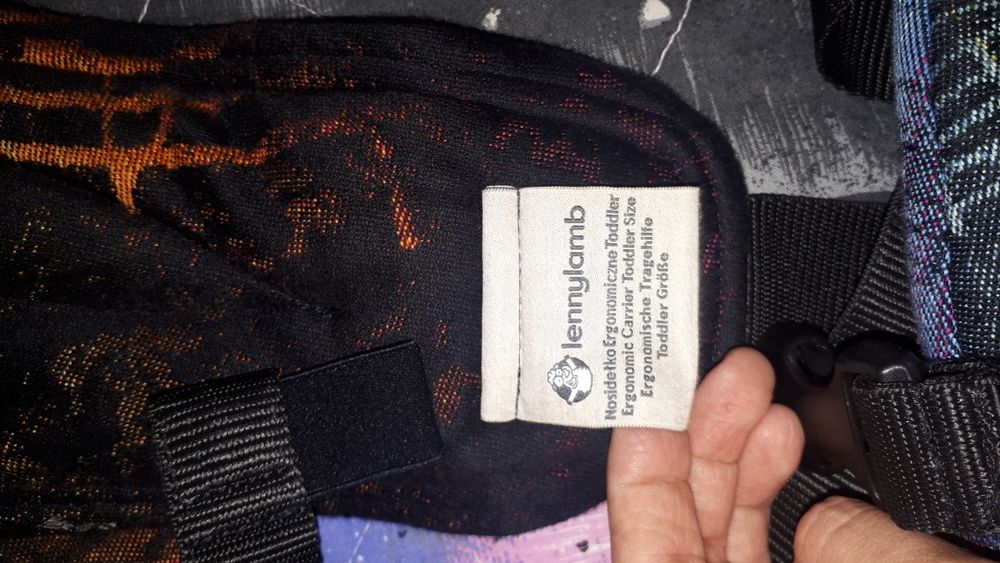 lennylamb
Nosidełko Ergonomiczne Toddler
Ergonomic Carrier Toddler Size
Ergonomische Tragehilfe
Toddler Größe